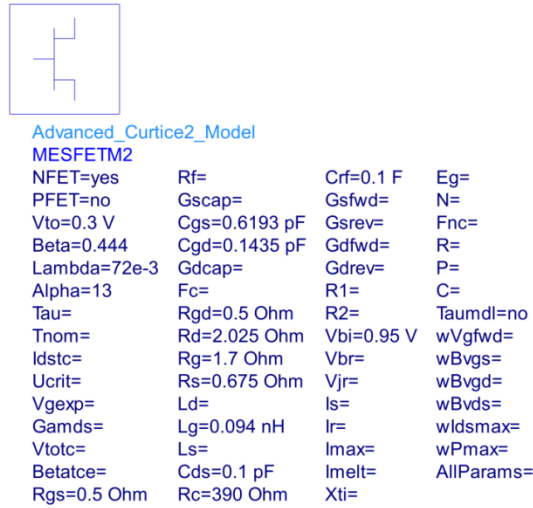 Advanced_Curtice2_Model
MESFETM2
NFET=yes Rf= Crf=0.1 F Eg=
PFET=no Gscap= Gsfwd= N=
Vto=0.3 V Cgs=0.6193 pF Gsrev= Fnc=
Beta=0.444 Cgd=0.1435 pF Gdfwd= R=
Lambda=72e-3 Gdcap= Gdrev= P=
Alpha=13 Fc= R1= C=
Tau= Rgd=0.5 Ohm R2= Taumdl=no
Tnom= Rd=2.025 Ohm Vbi=0.95 V wVgfwd=
Idstc= Rg=1.7 Ohm Vbr= wBvgs=
Ucrit= Rs=0.675 Ohm Vjr= wBvgd=
Vgexp= Ld= Is= wBvds=
Gamds= Lg=0.094 nH Ir= wIdsmax=
Vtotc= Ls= Imax= wPmax=
Betatce= Cds=0.1 pF Imelt= AllParams=
Rgs=0.5 Ohm Rc=390 Ohm Xti=